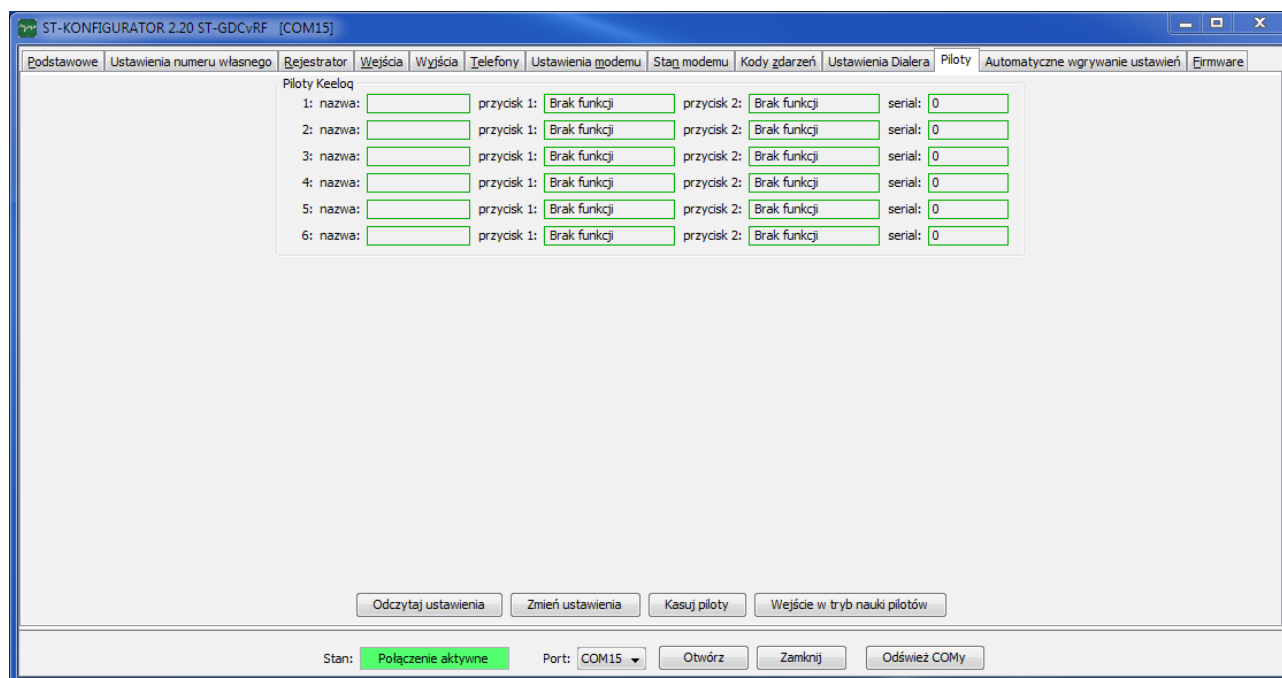 ST-KONFIGURATOR 2.20 ST-GDCvRF [COM15]
Podstawowe Ustawienia numeru własnego Rejestrator Wejścia Wyjścia Telefony Ustawienia modemu Stan modemu Kody zdarzeń Ustawienia Dialera Piloty Automatyczne wgrywanie ustawień Firmware
Piloty Keeloq
1: nazwa: przycisk 1: Brak funkcji przycisk 2: Brak funkcji serial: 0
2: nazwa: przycisk 1: Brak funkcji przycisk 2: Brak funkcji serial: 0
3: nazwa: przycisk 1: Brak funkcji przycisk 2: Brak funkcji serial: 0
4: nazwa: przycisk 1: Brak funkcji przycisk 2: Brak funkcji serial: 0
5: nazwa: przycisk 1: Brak funkcji przycisk 2: Brak funkcji serial: 0
6: nazwa: przycisk 1: Brak funkcji przycisk 2: Brak funkcji serial: 0
Odczytaj ustawienia Zmień ustawienia Kasuj piloty Wejście w tryb nauki pilotów
Stan: Połączenie aktywne Port: COM15 Otwórz Zamknij Odśwież COMy